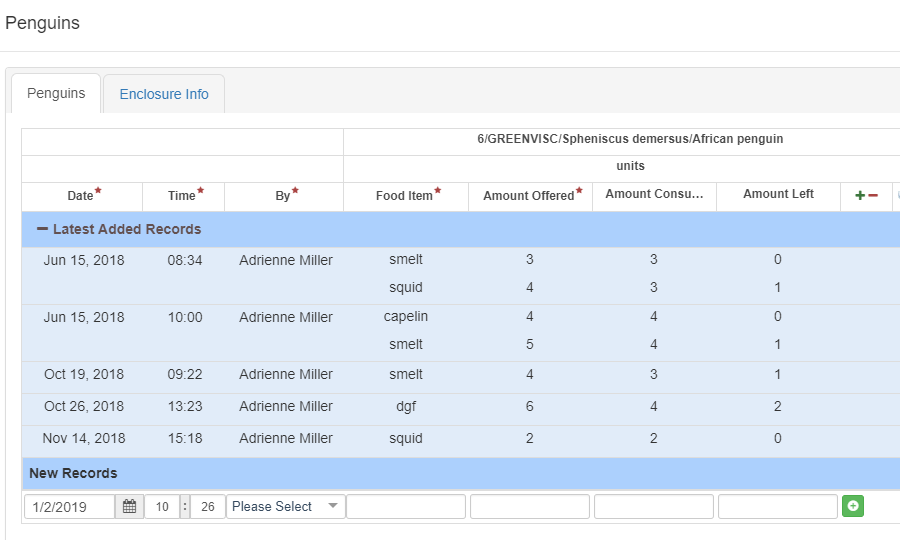 Penguins
Penguins Enclosure Info
6/GREENVISC/Spheniscus demersus/African penguin
units
Date* Time* By* Food Item* Amount Offered* Amount Consu... Amount Left
Latest Added Records
Jun 15, 2018 08:34 Adrienne Miller smelt 3 3 0
squid 4 3 1
Jun 15, 2018 10:00 Adrienne Miller capelin 4 4 0
smelt 5 4 1
Oct 19, 2018 09:22 Adrienne Miller smelt 4 3 1
Oct 26, 2018 13:23 Adrienne Miller dgf 6 4 2
Nov 14, 2018 15:18 Adrienne Miller squid 2 2 0
New Records
1/2/2019 10 : 26 Please Select